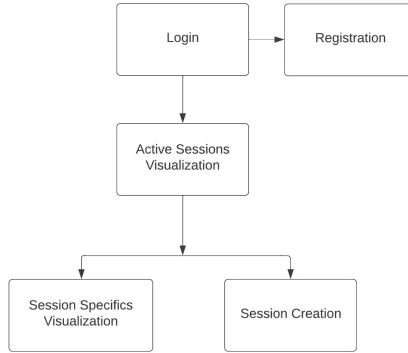 Login
Registration
Active Sessions
Visualization
Session Specifics
Visualization
Session Creation